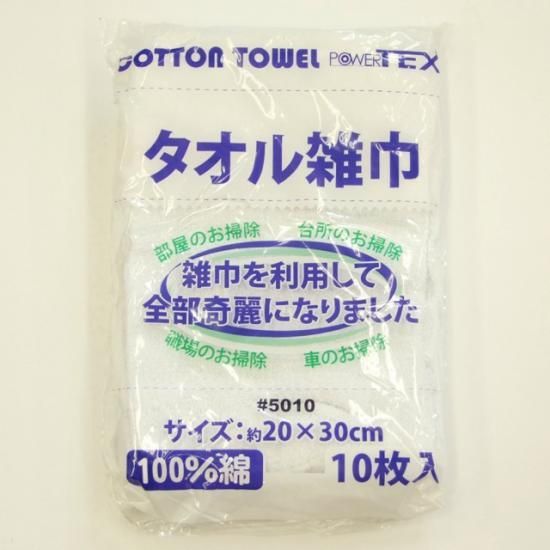 COTTON TOWEL POWERTEX
タオル雑巾
部屋のお掃除 台所のお掃除
雑巾を利用して
全部奇麗になりました
職場のお掃除 車のお掃除
#5010
サイズ:約20×30cm
100%綿 10枚入